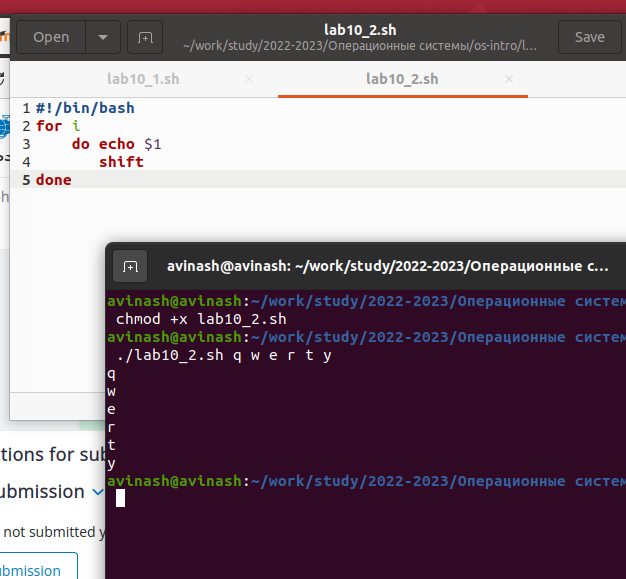 Open
lab10_2.sh
~/work/study/2022-2023/Операционные системы/os-intro/l...
Save
lab10_1.sh × lab10_2.sh ×
1 #!/bin/bash
2 for i
3 do echo $1
4 shift
5 done
avinash@avinash: ~/work/study/2022-2023/Операционные с...
avinash@avinash:~/work/study/2022-2023/Операционные систем
chmod +x lab10_2.sh
avinash@avinash:~/work/study/2022-2023/Операционные систем
./lab10_2.sh q w e r t y
q
w
e
r
t
y
avinash@avinash:~/work/study/2022-2023/Операционные систем
tions for sub
ubmission
not submitted y
ubmission